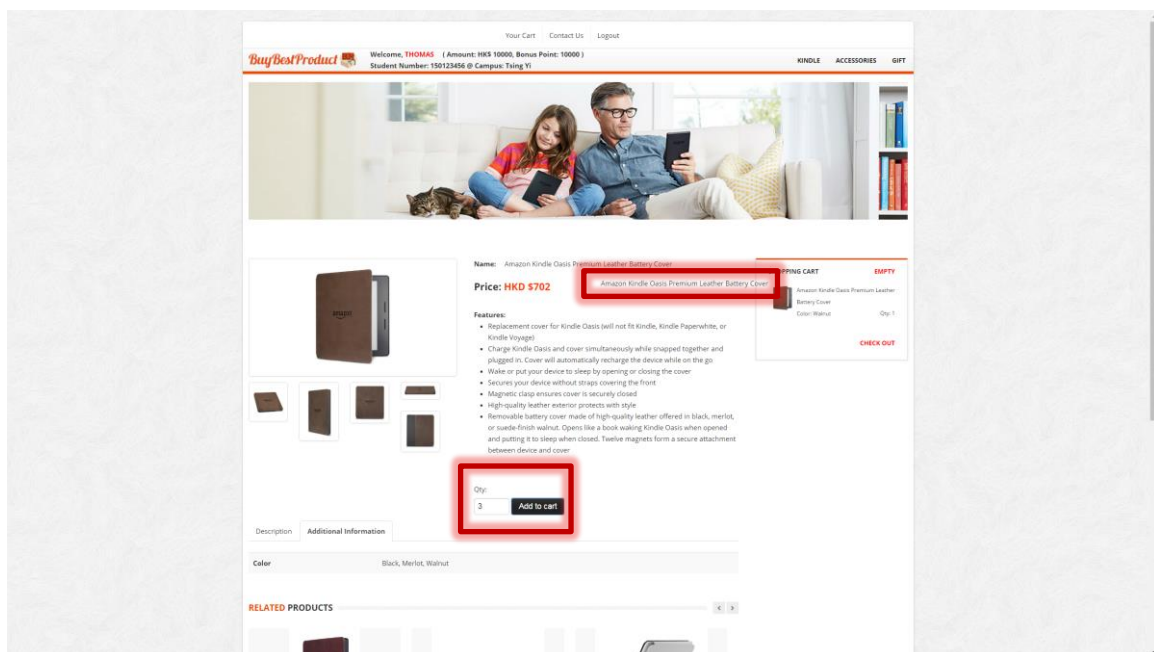 Your Cart Contact Us Logout
BuyBestProduct
Welcome, THOMAS ( Amount: HK$ 10000, Bonus Point: 10000 )
Student Number: 150123456 @ Campus: Tsing Yi
KINDLE ACCESSORIES GIFT
Name: Amazon Kindle Oasis Premium Leather Battery Cover
Price: HKD $702
Amazon Kindle Oasis Premium Leather Battery Cover
Features:
• Replacement cover for Kindle Oasis (will not fit Kindle, Kindle Paperwhite, or
Kindle Voyage)
• Charge Kindle Oasis and cover simultaneously while snapped together and
plugged in. Cover will automatically recharge the device while on the go
• Wake or put your device to sleep by opening or closing the cover
• Secures your device without straps covering the front
• Magnetic clasp ensures cover is securely closed
• High-quality leather exterior protects with style
• Removable battery cover made of high-quality leather offered in black, merlot,
or suede-finish walnut. Opens like a book waking Kindle Oasis when opened
and putting it to sleep when closed. Twelve magnets form a secure attachment
between device and cover
Qty:
3 Add to cart
PPING CART EMPTY
Amazon Kindle Oasis Premium Leather
Battery Cover
Color: Walnut Qty: 1
CHECK OUT
amazon
Description Additional Information
Color Black, Merlot, Walnut
RELATED PRODUCTS